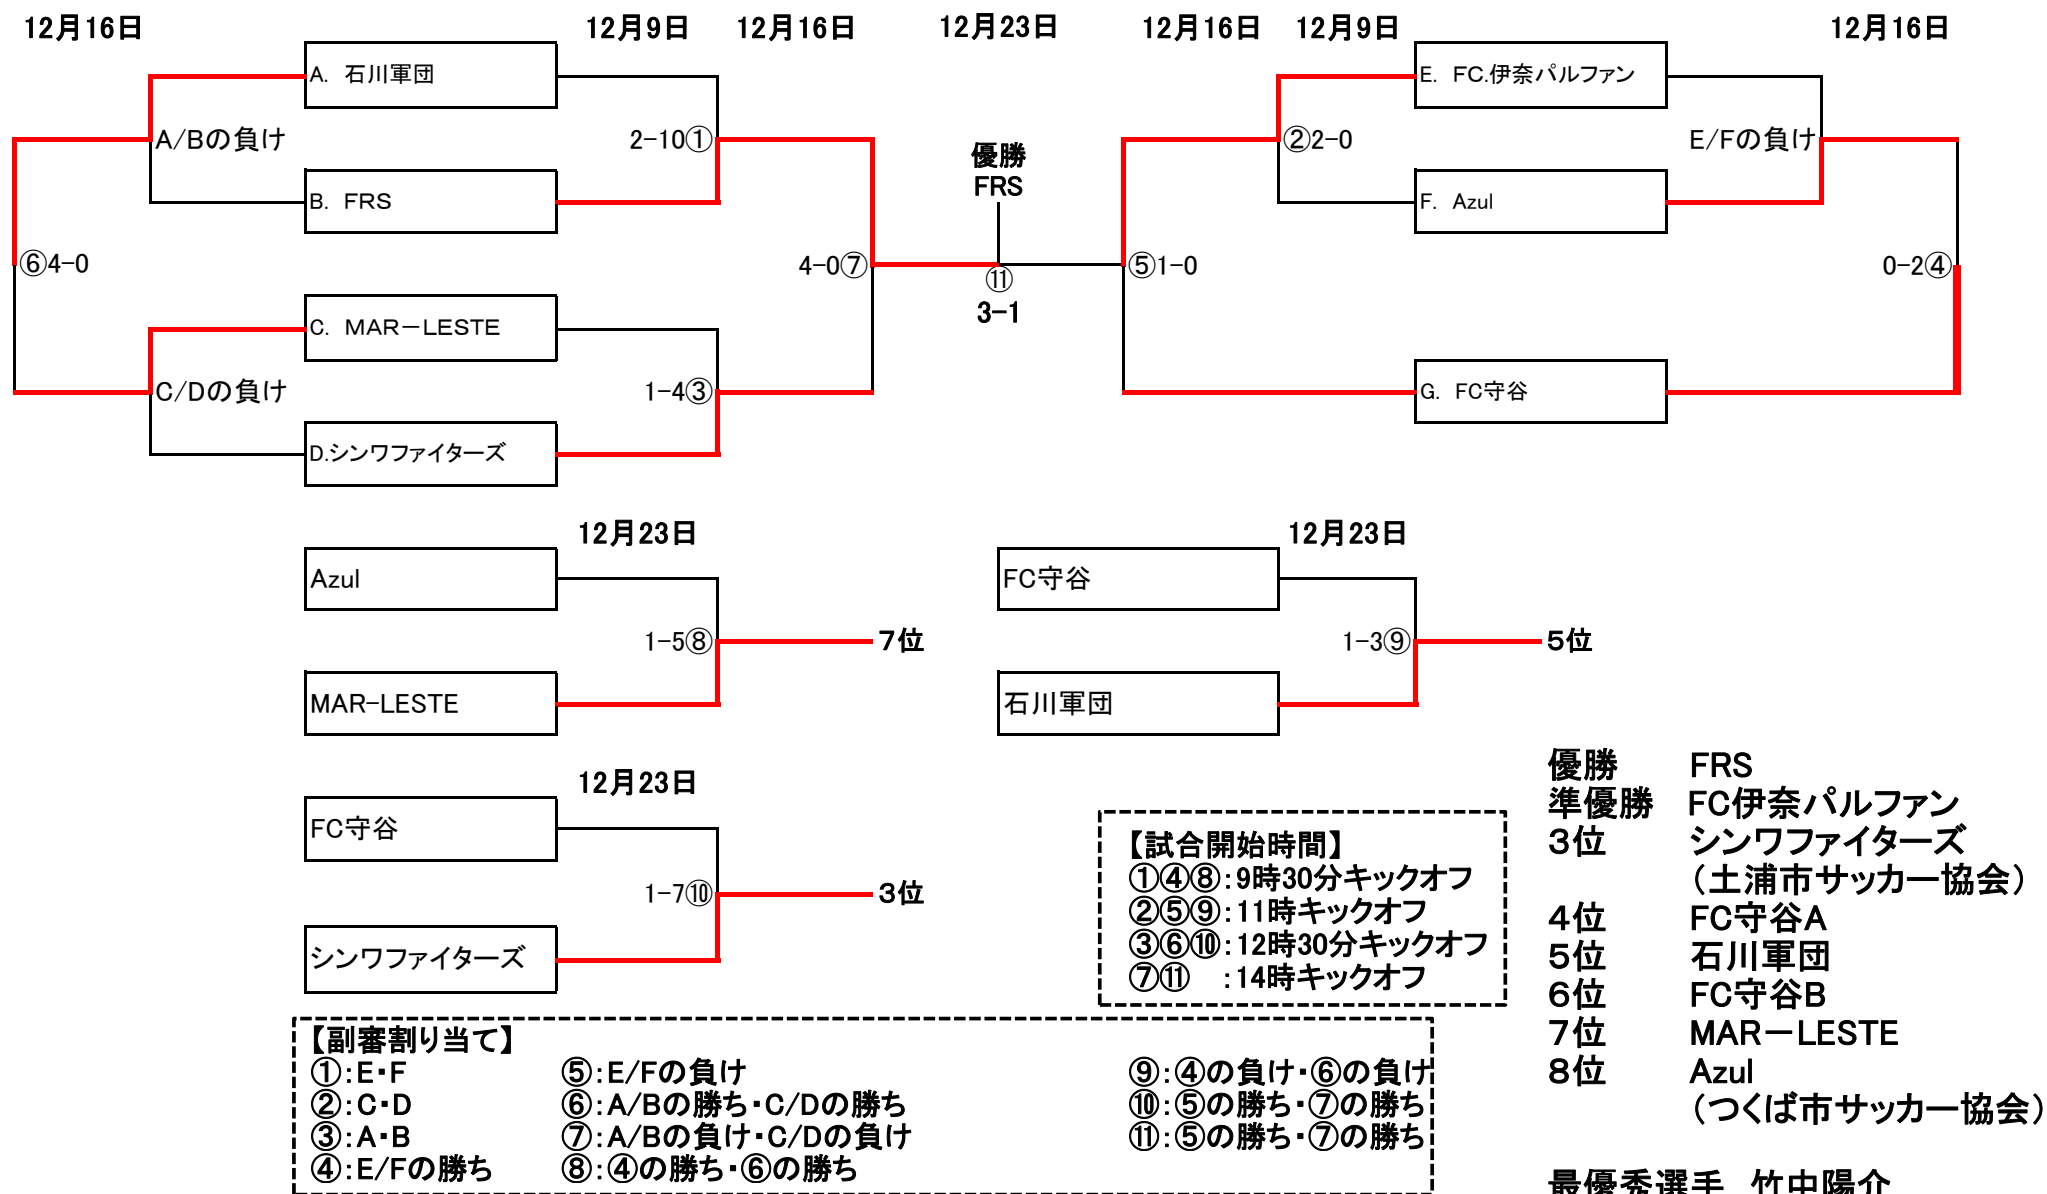 12月16日 12月9日 12月16日 12月23日 12月16日 12月9日 12月16日
A. 石川軍団
E. FC.伊奈パルファン
A/Bの負け
2-10①
②2-0
E/Fの負け
優勝
FRS
B. FRS
F. Azul
⑥4-0
4-0⑦
⑪
3-1
⑤1-0
0-2④
C. MAR-LESTE
C/Dの負け
1-4③
G. FC守谷
D.シンワファイターズ
12月23日
12月23日
Azul
FC守谷
1-5⑧
7位
1-3⑨
5位
MAR-LESTE
石川軍団
12月23日
FC守谷
1-7⑩
3位
シンワファイターズ
【試合開始時間】
①④⑧:9時30分キックオフ
②⑤⑨:11時キックオフ
③⑥⑩:12時30分キックオフ
⑦⑪ :14時キックオフ
優勝 FRS
準優勝 FC伊奈パルファン
3位 シンワファイターズ
(土浦市サッカー協会)
4位 FC守谷A
5位 石川軍団
6位 FC守谷B
7位 MAR-LESTE
8位 Azul
(つくば市サッカー協会)
最優秀選手 竹中陽介
【副審割り当て】
①:E・F ⑤:E/Fの負け ⑨:④の負け・⑥の負け
②:C・D ⑥:A/Bの勝ち・C/Dの勝ち ⑩:⑤の勝ち・⑦の勝ち
③:A・B ⑦:A/Bの負け・C/Dの負け ⑪:⑤の勝ち・⑦の勝ち
④:E/Fの勝ち ⑧:④の勝ち・⑥の勝ち